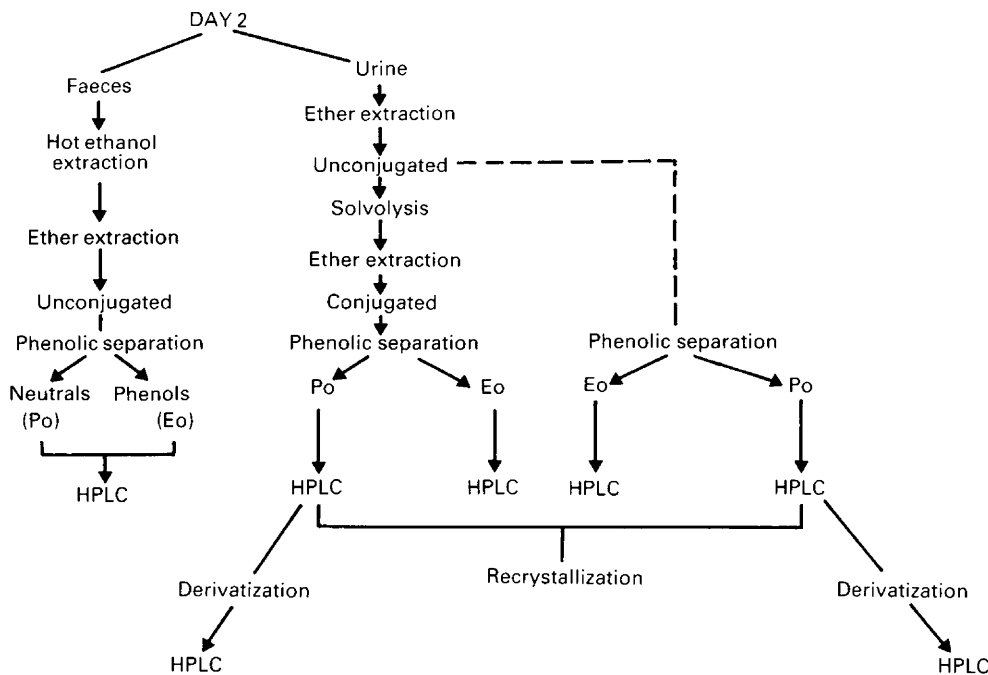 DAY 2
Faeces
Urine
Hot ethanol
extraction
Ether extraction
Unconjugated
Phenolic separation
Neutrals
(Po)
Phenols
(Eo)
HPLC
Ether extraction
Unconjugated
Solvolysis
Ether extraction
Conjugated
Phenolic separation
Po
Eo
HPLC
HPLC
Phenolic separation
Eo
Po
HPLC
HPLC
Derivatization
Recrystallization
Derivatization
HPLC
HPLC